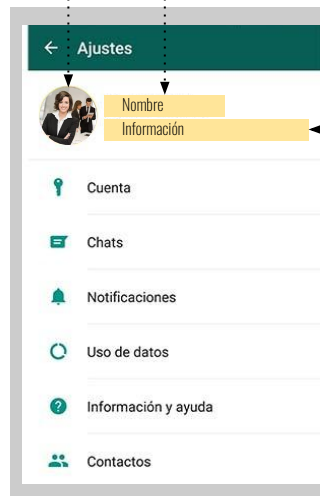 Ajustes
Nombre
Información
Cuenta
Chats
Notificaciones
Uso de datos
Información y ayuda
Contactos